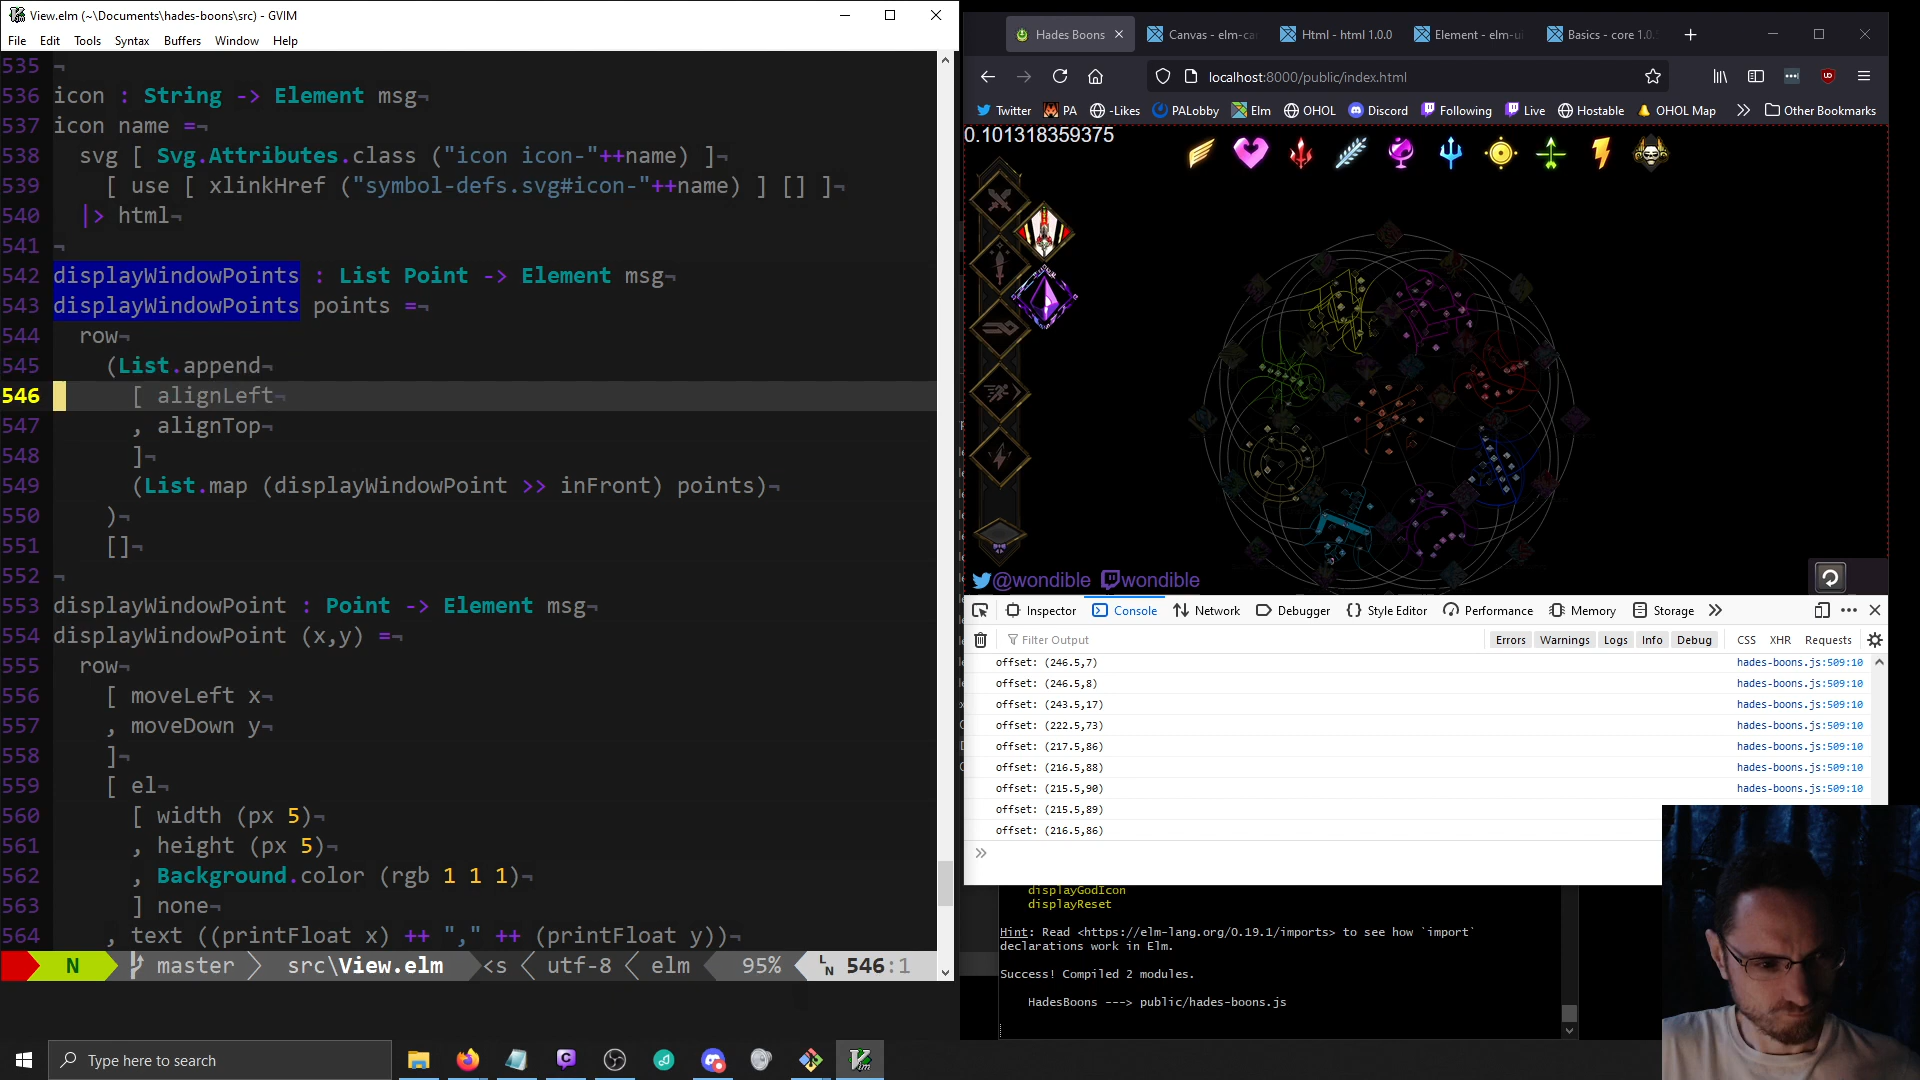 View.elm (~\Documents\hades-boons\src) - GVIM
File Edit Tools Syntax Buffers Window Help
535 ¬
536 icon : String -> Element msg¬
537 icon name =¬
538   svg [ Svg.Attributes.class ("icon icon-"++name) ]¬
539     [ use [ xlinkHref ("symbol-defs.svg#icon-"++name) ] [] ]¬
540   |> html¬
541 ¬
542 displayWindowPoints : List Point -> Element msg¬
543 displayWindowPoints points =¬
544   row¬
545     (List.append¬
546       [ alignLeft¬
547       , alignTop¬
548       ]¬
549       (List.map (displayWindowPoint >> inFront) points)¬
550     )¬
551     []¬
552 ¬
553 displayWindowPoint : Point -> Element msg¬
554 displayWindowPoint (x,y) =¬
555   row¬
556     [ moveLeft x¬
557     , moveDown y¬
558     ]¬
559     [ el¬
560       [ width (px 5)¬
561       , height (px 5)¬
562       , Background.color (rgb 1 1 1)¬
563       ] none¬
564     , text ((printFloat x) ++ "," ++ (printFloat y))¬
N master src\View.elm <s utf-8 elm 95% LN 546:1
Type here to search
Hades Boons Canvas - elm-ca Html - html 1.0.0 Element - elm-u Basics - core 1.0.
localhost:8000/public/index.html
Twitter PA -Likes PALobby Elm OHOL Discord Following Live Hostable OHOL Map Other Bookmarks
0.101318359375
@wondible wondible
Inspector Console Network Debugger Style Editor Performance Memory Storage
Filter Output Errors Warnings Logs Info Debug CSS XHR Requests
offset: (246.5,7) hades-boons.js:509:10
offset: (246.5,8) hades-boons.js:509:10
offset: (243.5,17) hades-boons.js:509:10
offset: (222.5,73) hades-boons.js:509:10
offset: (217.5,86) hades-boons.js:509:10
offset: (216.5,88) hades-boons.js:509:10
offset: (215.5,90) hades-boons.js:509:10
offset: (215.5,89)
offset: (216.5,86)
displayGodIcon
displayReset
Hint: Read <https://elm-lang.org/0.19.1/imports> to see how `import`
declarations work in Elm.
Success! Compiled 2 modules.
HadesBoons ---> public/hades-boons.js